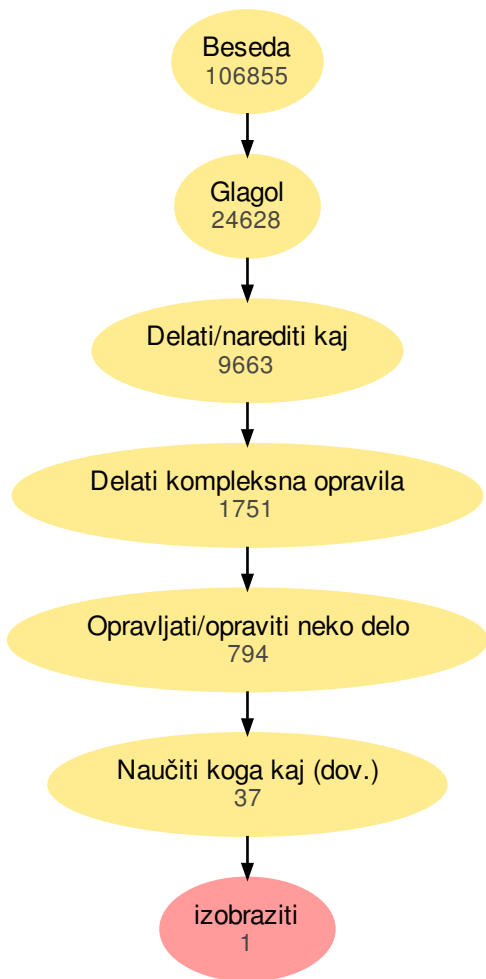 Beseda
106855
Glagol
24628
Delati/narediti kaj
9663
Delati kompleksna opravila
1751
Opravljati/opraviti neko delo
794
Naučiti koga kaj (dov.)
37
izobraziti
1